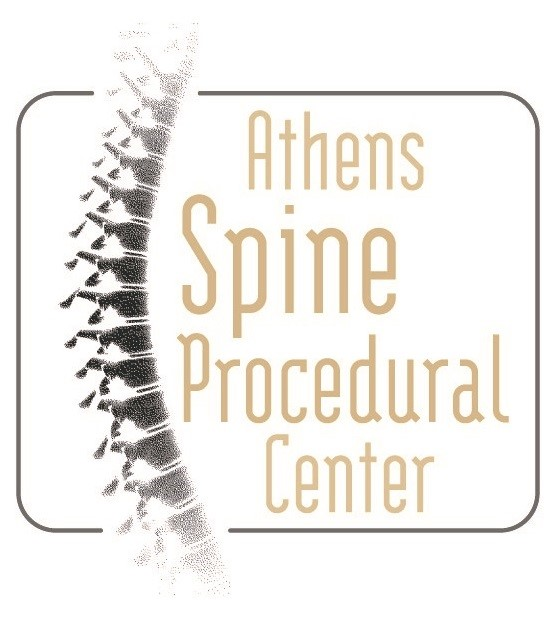 Athens
Spine
Procedural
Center